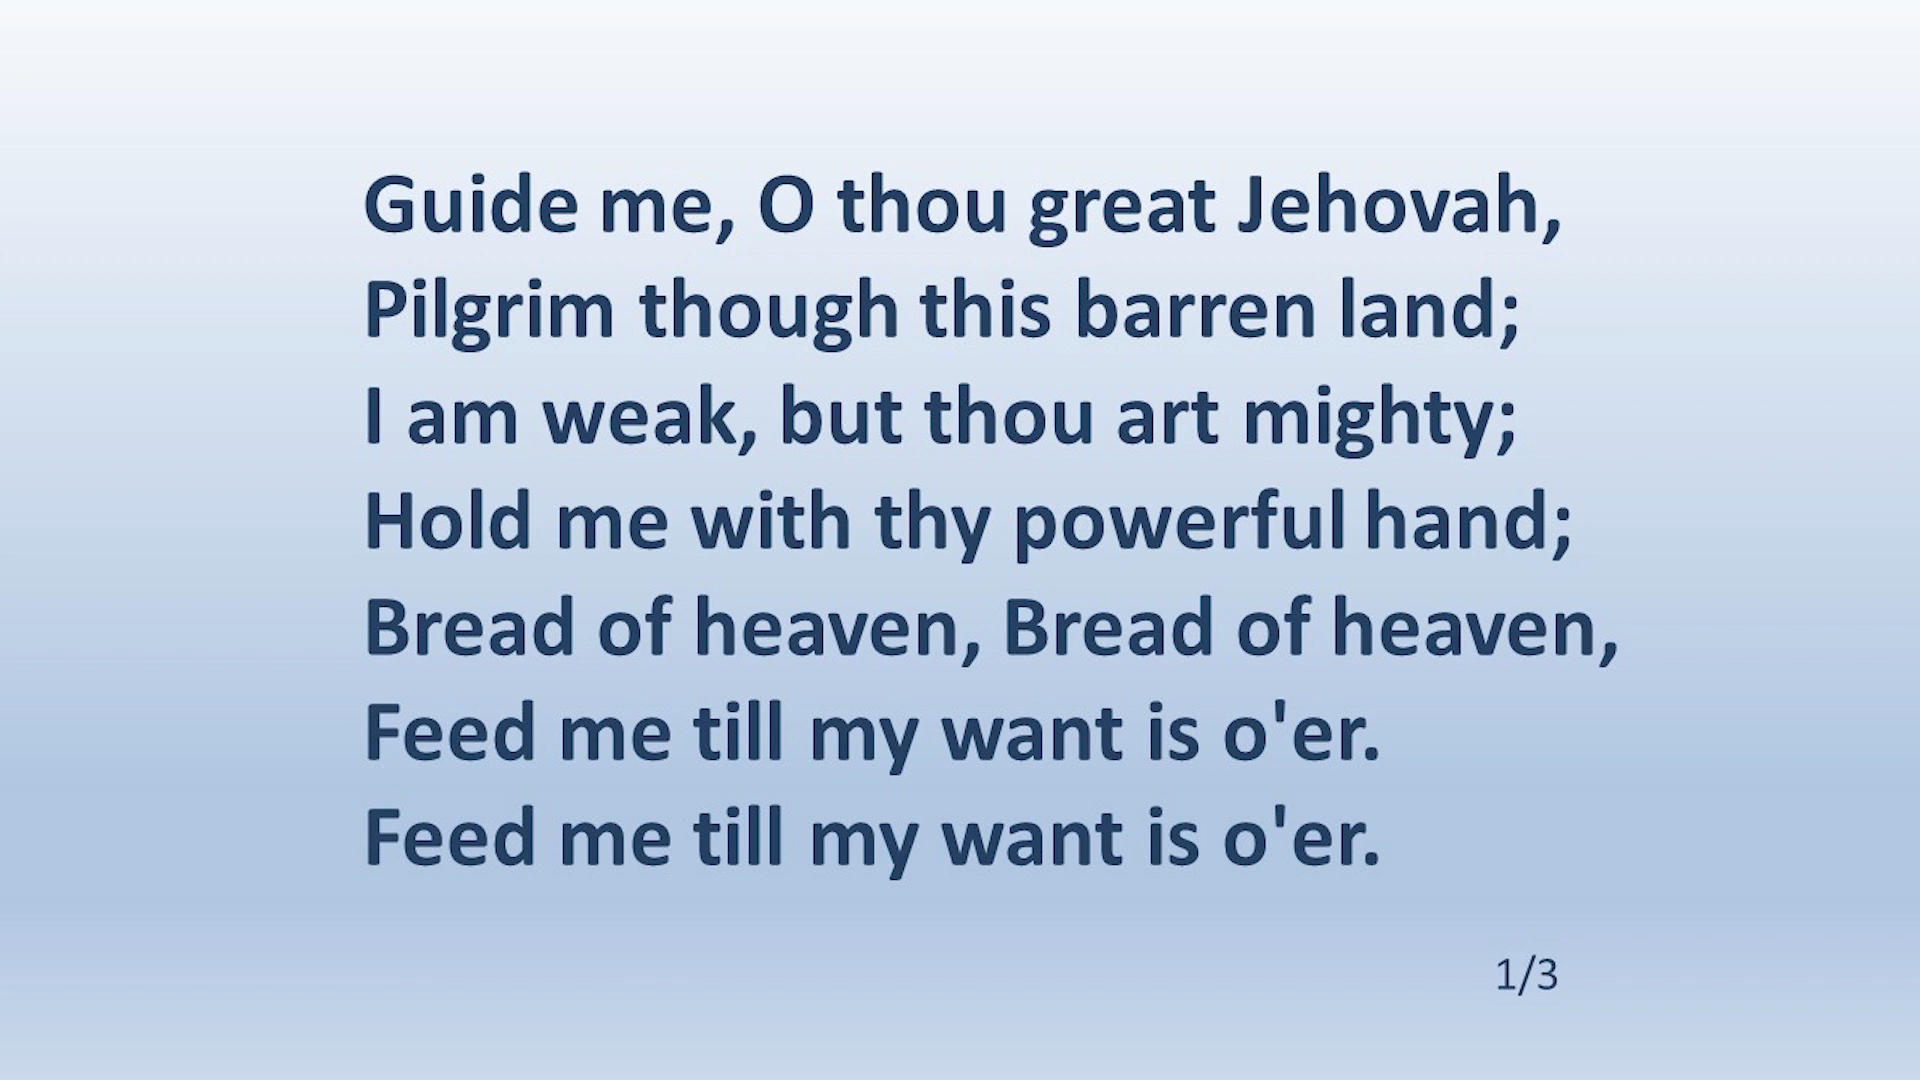 Guide me, O thou great Jehovah,
Pilgrim though this barren land;
I am weak, but thou art mighty;
Hold me with thy powerful hand;
Bread of heaven, Bread of heaven,
Feed me till my want is o'er.
Feed me till my want is o'er.
1/3